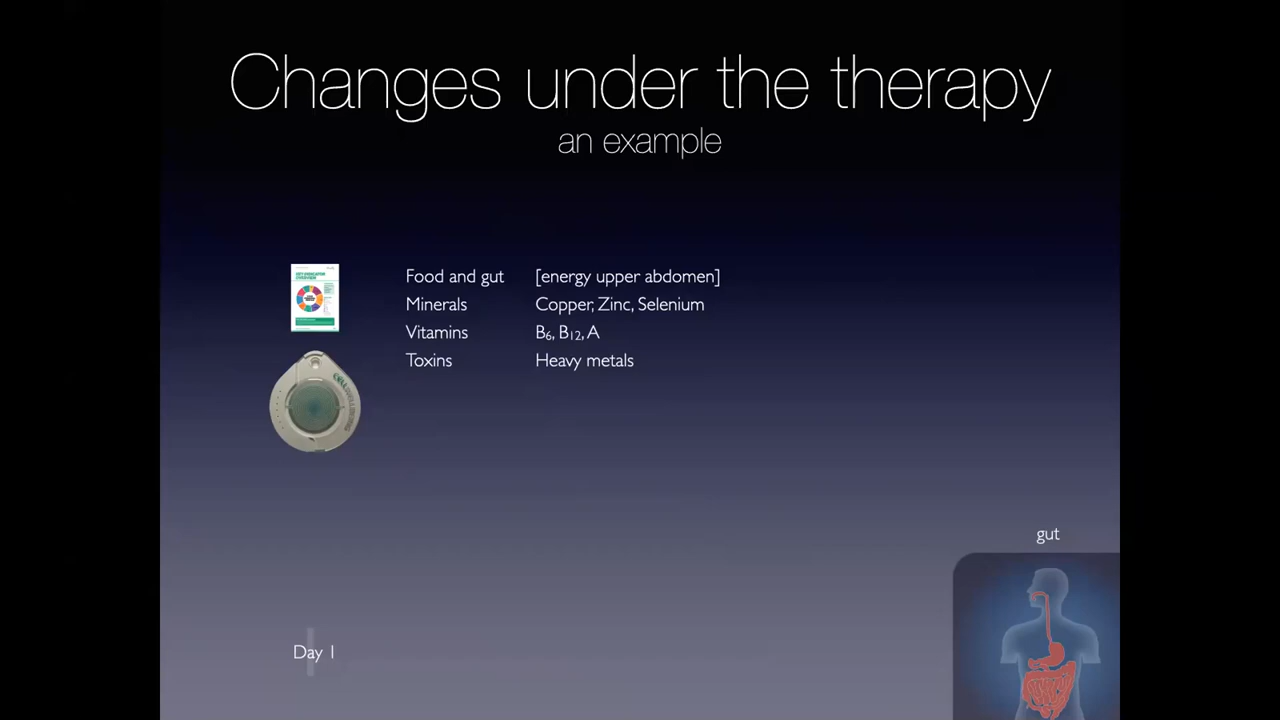 Changes under the therapy
an example
Food and gut [energy upper abdomen]
Minerals Copper, Zinc, Selenium
Vitamins B₆, B₁₂, A
Toxins Heavy metals
gut
Day 1